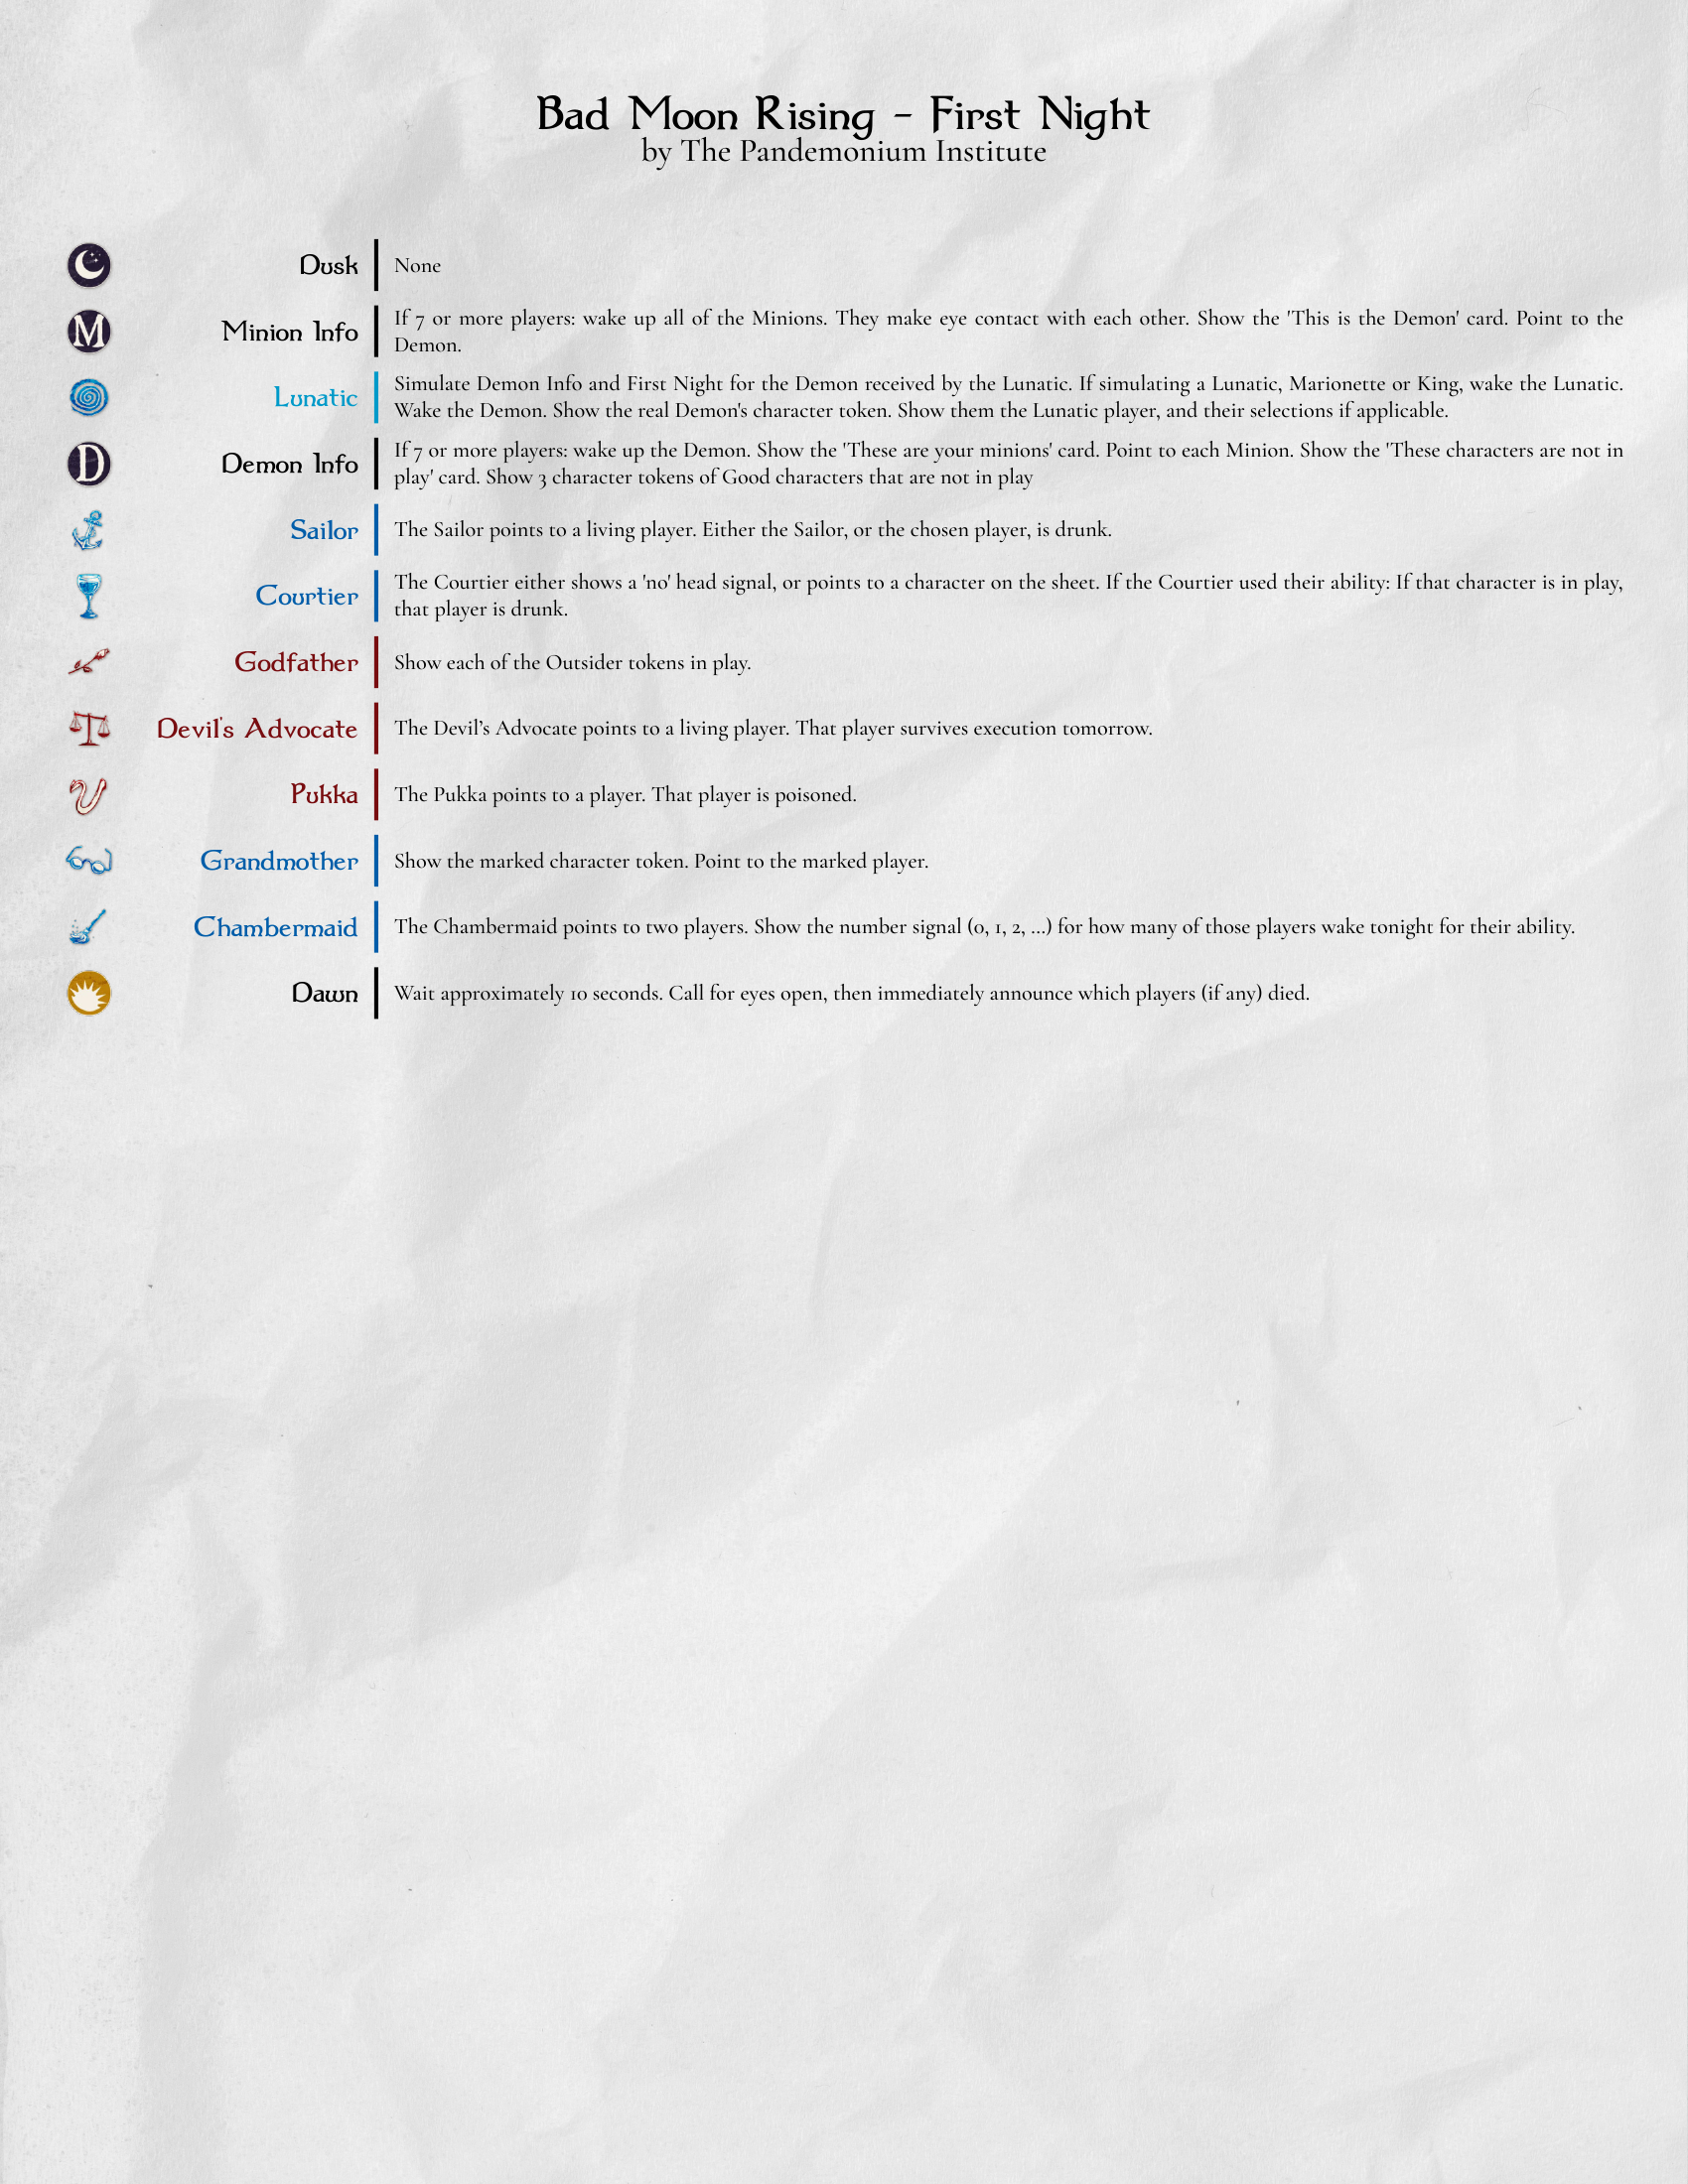 Bad Moon Rising - First Night
by The Pandemonium Institute
Dusk
None
M
Minion Info
If 7 or more players: wake up all of the Minions. They make eye contact with each other. Show the 'This is the Demon' card. Point to the
Demon.
Lunatic
Simulate Demon Info and First Night for the Demon received by the Lunatic. If simulating a Lunatic, Marionette or King, wake the Lunatic.
Wake the Demon. Show the real Demon's character token. Show them the Lunatic player, and their selections if applicable.
D
Demon Info
If 7 or more players: wake up the Demon. Show the 'These are your minions' card. Point to each Minion. Show the 'These characters are not in
play' card. Show 3 character tokens of Good characters that are not in play
Sailor
The Sailor points to a living player. Either the Sailor, or the chosen player, is drunk.
Courtier
The Courtier either shows a 'no' head signal, or points to a character on the sheet. If the Courtier used their ability: If that character is in play,
that player is drunk.
Godfather
Show each of the Outsider tokens in play.
Devil's Advocate
The Devil’s Advocate points to a living player. That player survives execution tomorrow.
Pukka
The Pukka points to a player. That player is poisoned.
Grandmother
Show the marked character token. Point to the marked player.
Chambermaid
The Chambermaid points to two players. Show the number signal (0, 1, 2, ...) for how many of those players wake tonight for their ability.
Dawn
Wait approximately 10 seconds. Call for eyes open, then immediately announce which players (if any) died.